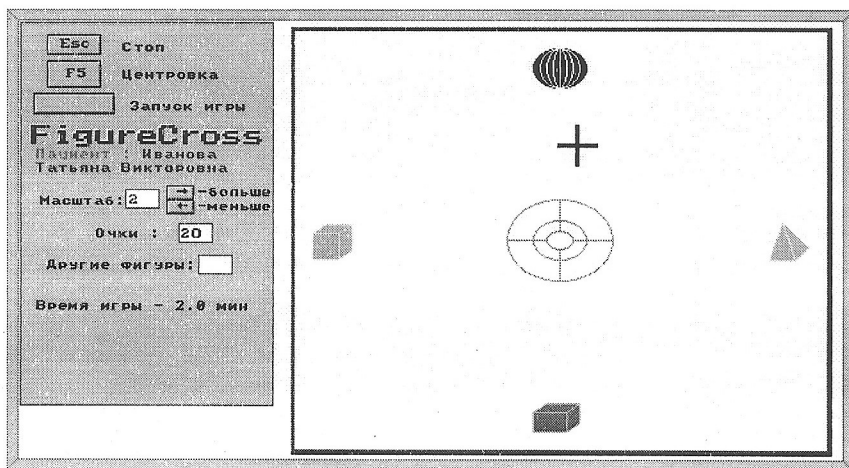 Esc Стоп
F5 Центровка
Запуск игры
FigureCross
Пациент : Иванова
Татьяна Викторовна
Масштаб: 2 → -больше
← -меньше
Очки : 20
Другие фигуры:
Время игры - 2.0 мин